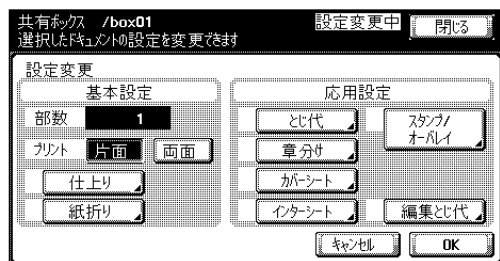 共有ボックス /box01 設定変更中 閉じる
選択したドキュメントの設定を変更できます
設定変更
基本設定 応用設定
部数 1 とじ代 スタンプ/
オーバレイ
プリント 片面 両面 章分け
仕上り カバーシート
紙折り インターシート 編集とじ代
キャンセル OK